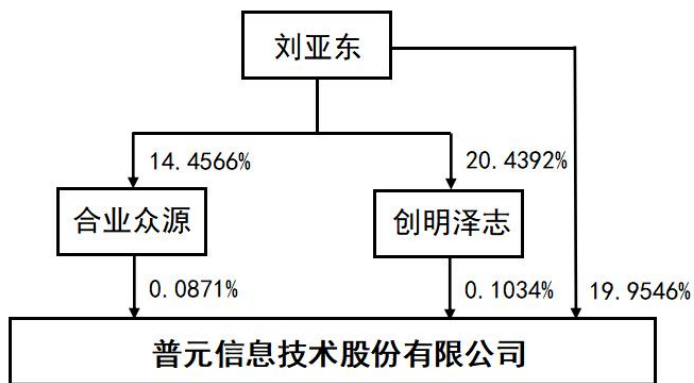 刘亚东
14.4566%
20.4392%
合业众源
创明泽志
0.0871%
0.1034%
19.9546%
普元信息技术股份有限公司